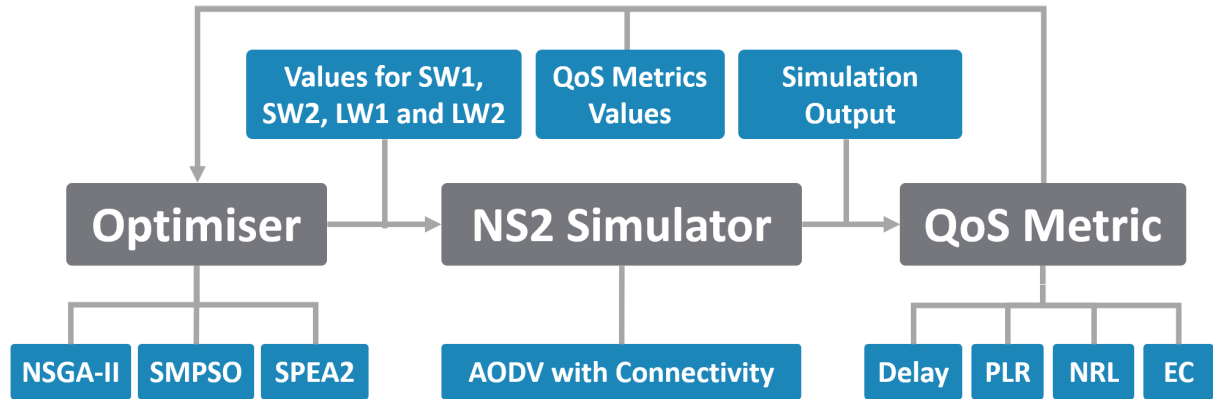 Values for SW1,
SW2, LW1 and LW2
QoS Metrics
Values
Simulation
Output
Optimiser
NS2 Simulator
QoS Metric
NSGA-II
SMPSO
SPEA2
AODV with Connectivity
Delay
PLR
NRL
EC